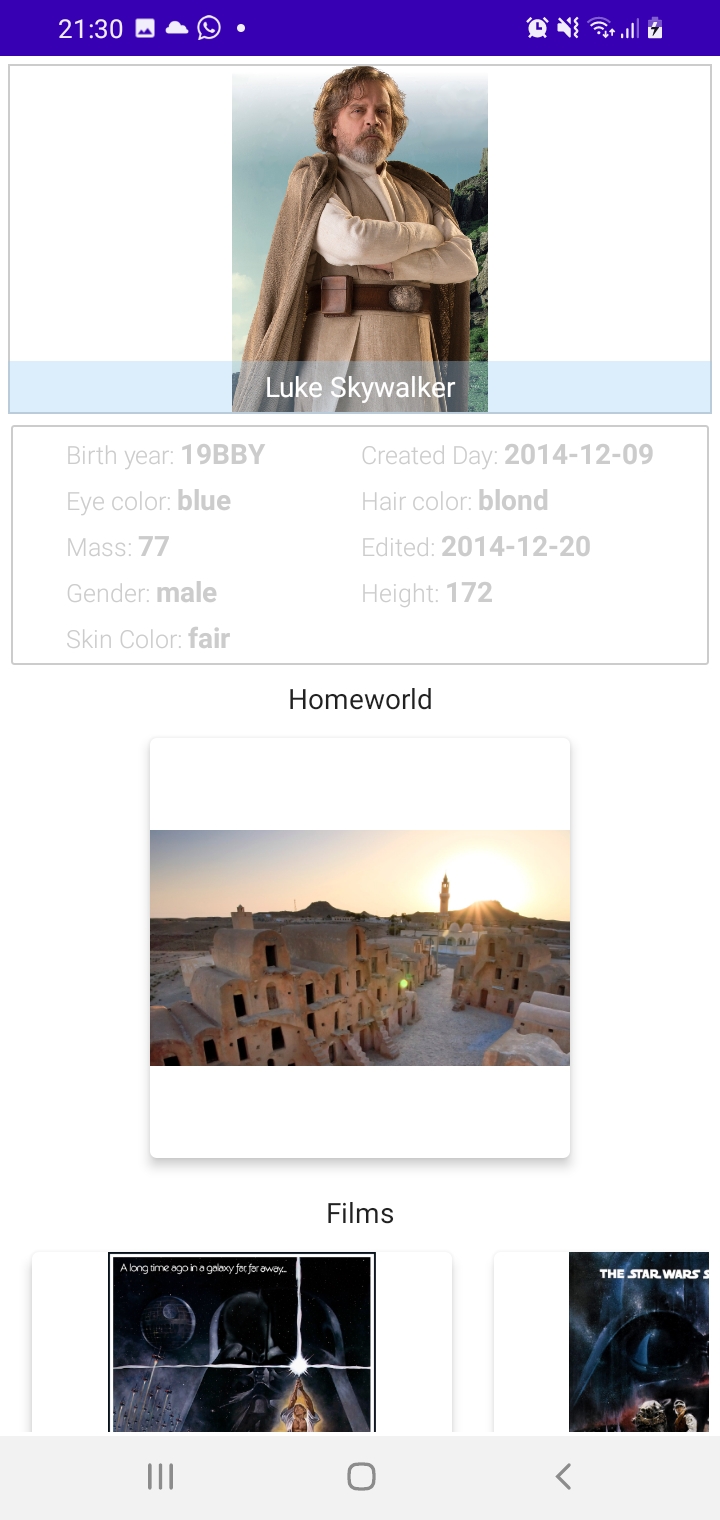 21:30
Luke Skywalker
Birth year: 19BBY Created Day: 2014-12-09
Eye color: blue Hair color: blond
Mass: 77 Edited: 2014-12-20
Gender: male Height: 172
Skin Color: fair
Homeworld
Films
A long time ago in a galaxy far, far away...
THE STAR WARS S